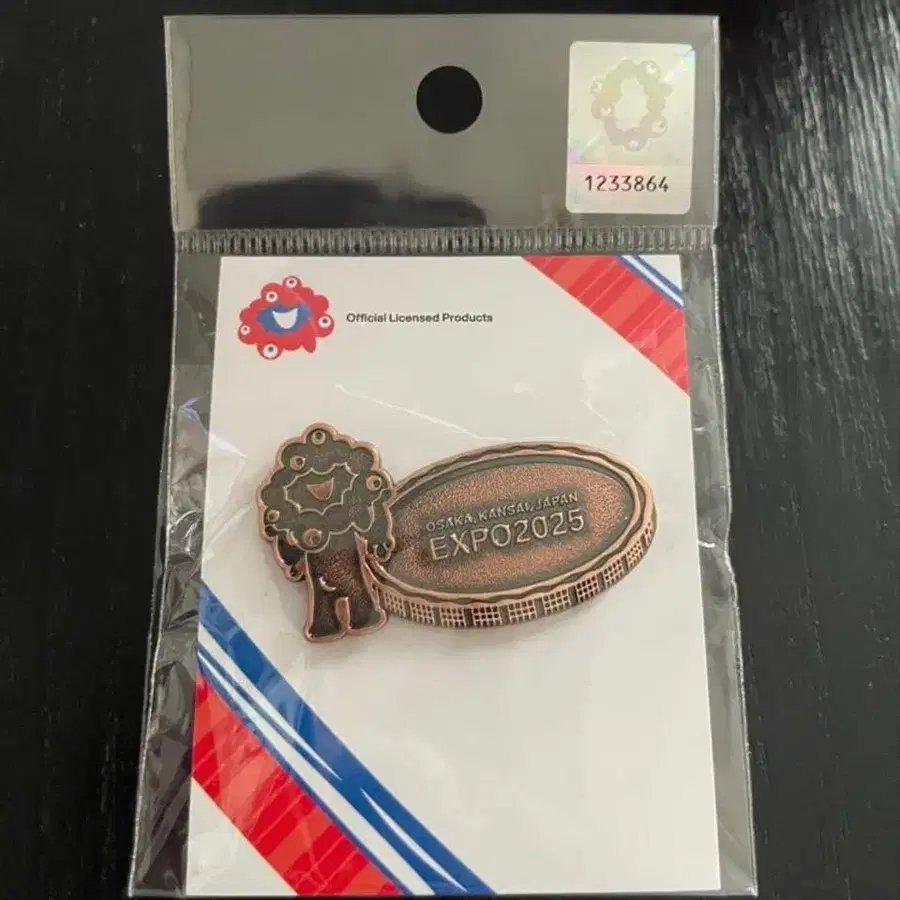 1233864
Official Licensed Products
OSAKA, KANSAI, JAPAN
EXPO2025